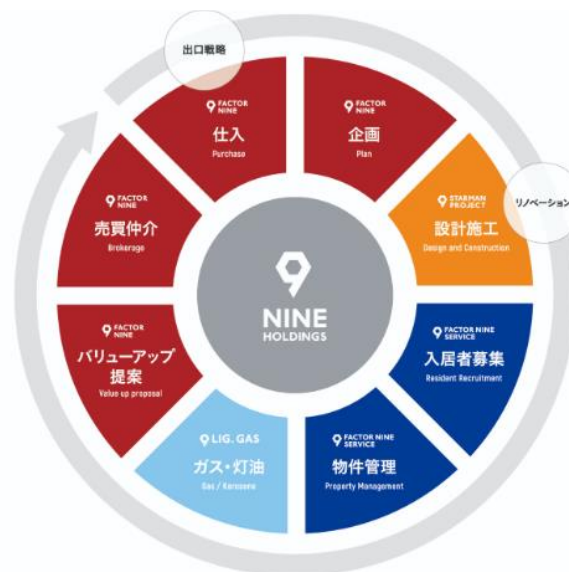 出口戦略
FACTOR
NINE
仕入
Purchase
FACTOR
NINE
企画
Plan
STARMAN
PROJECT
設計施工
Design and Construction
リノベーション
FACTOR NINE
SERVICE
入居者募集
Resident Recruitment
FACTOR NINE
SERVICE
物件管理
Property Management
LIG. GAS
ガス・灯油
Gas / Kerosene
FACTOR
NINE
バリューアップ
提案
Value up proposal
FACTOR
NINE
売買仲介
Brokerage
NINE
HOLDINGS